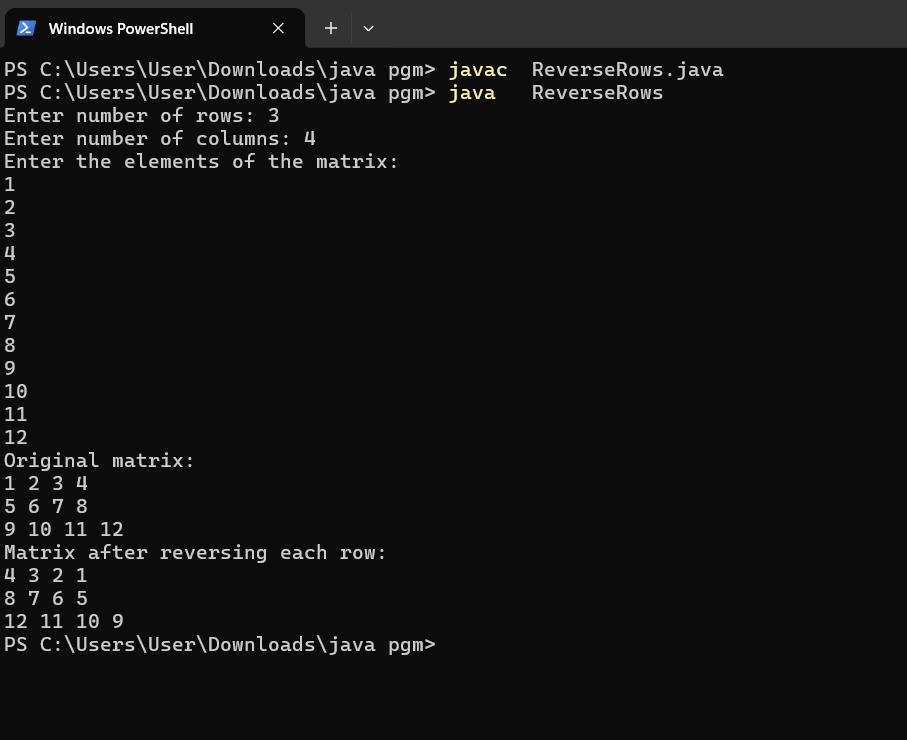 Windows PowerShell
PS C:\Users\User\Downloads\java pgm> javac  ReverseRows.java
PS C:\Users\User\Downloads\java pgm> java   ReverseRows
Enter number of rows: 3
Enter number of columns: 4
Enter the elements of the matrix:
1
2
3
4
5
6
7
8
9
10
11
12
Original matrix:
1 2 3 4
5 6 7 8
9 10 11 12
Matrix after reversing each row:
4 3 2 1
8 7 6 5
12 11 10 9
PS C:\Users\User\Downloads\java pgm>